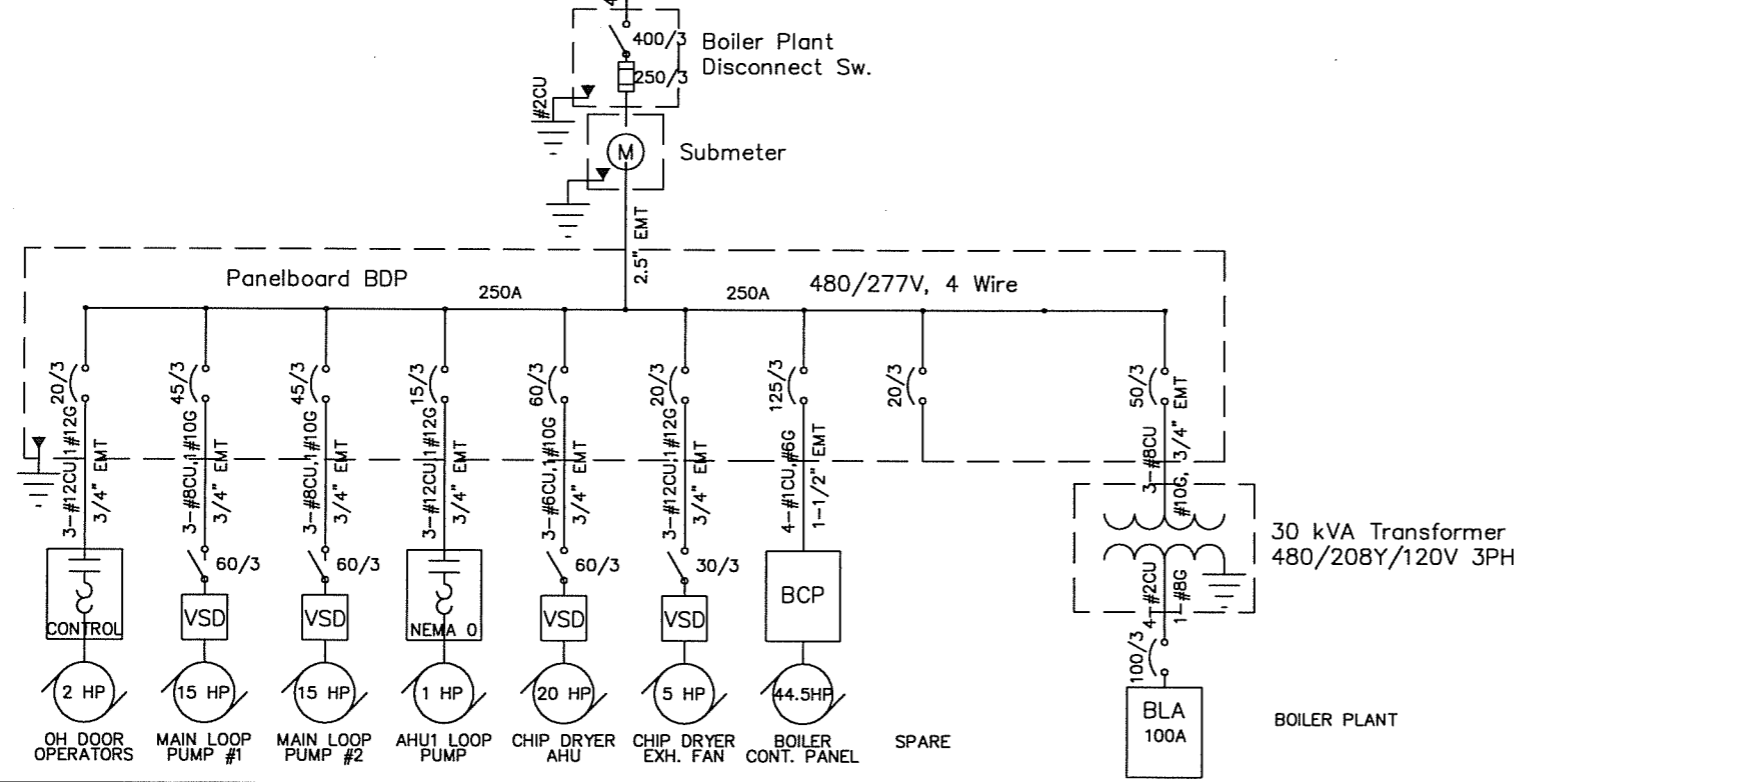 400/3
Boiler Plant
Disconnect Sw.
250/3
#2CU
M
Submeter
2.5" EMT
Panelboard BDP
250A
250A
480/277V, 4 Wire
20/3
45/3
45/3
15/3
60/3
20/3
125/3
20/3
50/3
3-#12CU,1#12G
3/4" EMT
3-#8CU,1#10G
3/4" EMT
3-#8CU,1#10G
3/4" EMT
3-#12CU,1#12G
3/4" EMT
3-#6CU,1#10G
3/4" EMT
3-#12CU,1#12G
3/4" EMT
4-#1CU,#6G
1-1/2" EMT
3-#8CU
#10G, 3/4" EMT
30 kVA Transformer
480/208Y/120V 3PH
4-#2CU
1-#8G
100/3
60/3
60/3
60/3
30/3
CONTROL
VSD
VSD
NEMA 0
VSD
VSD
BCP
2 HP
15 HP
15 HP
1 HP
20 HP
5 HP
44.5HP
BLA
100A
OH DOOR
OPERATORS
MAIN LOOP
PUMP #1
MAIN LOOP
PUMP #2
AHU1 LOOP
PUMP
CHIP DRYER
AHU
CHIP DRYER
EXH. FAN
BOILER
CONT. PANEL
SPARE
BOILER PLANT